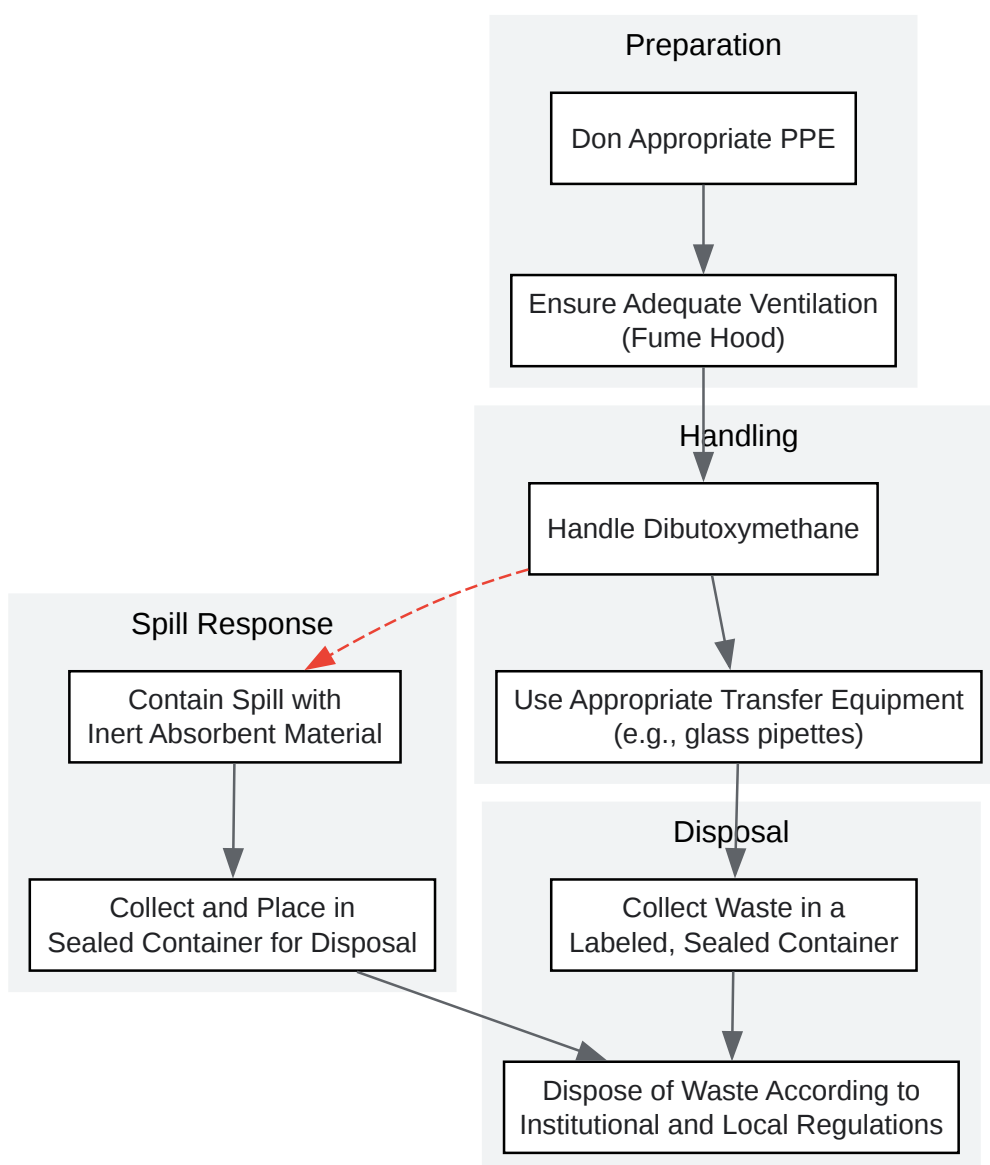 Preparation
Don Appropriate PPE
Ensure Adequate Ventilation
(Fume Hood)
Handling
Handle Dibutoxymethane
Spill Response
Contain Spill with
Inert Absorbent Material
Use Appropriate Transfer Equipment
(e.g., glass pipettes)
Disposal
Collect and Place in
Sealed Container for Disposal
Collect Waste in a
Labeled, Sealed Container
Dispose of Waste According to
Institutional and Local Regulations